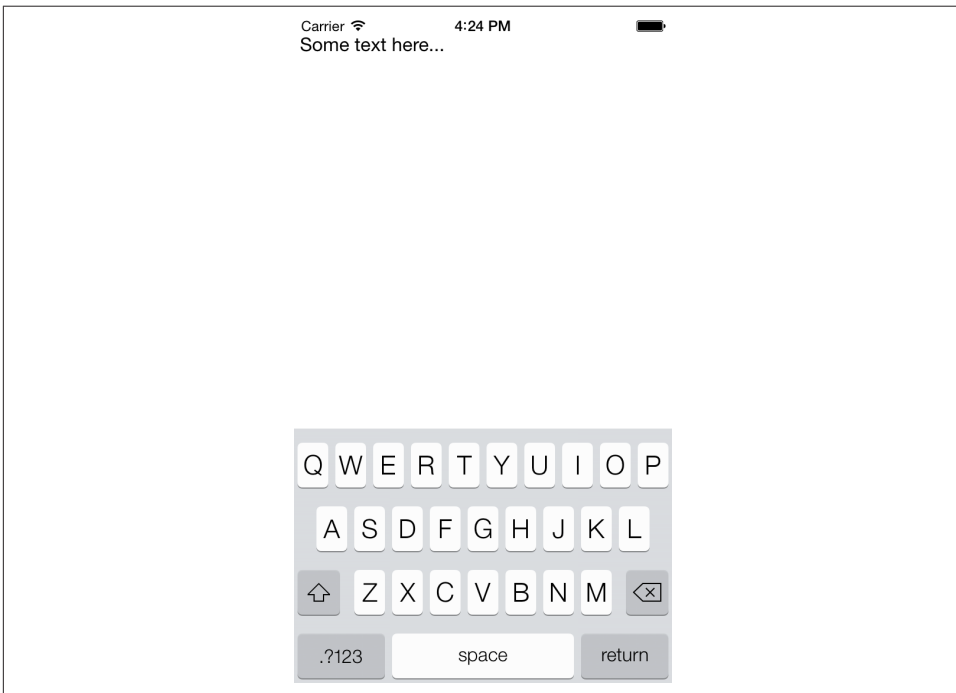 Carrier 4:24 PM
Some text here...
Q W E R T Y U I O P
A S D F G H J K L
Z X C V B N M
.?123 space return